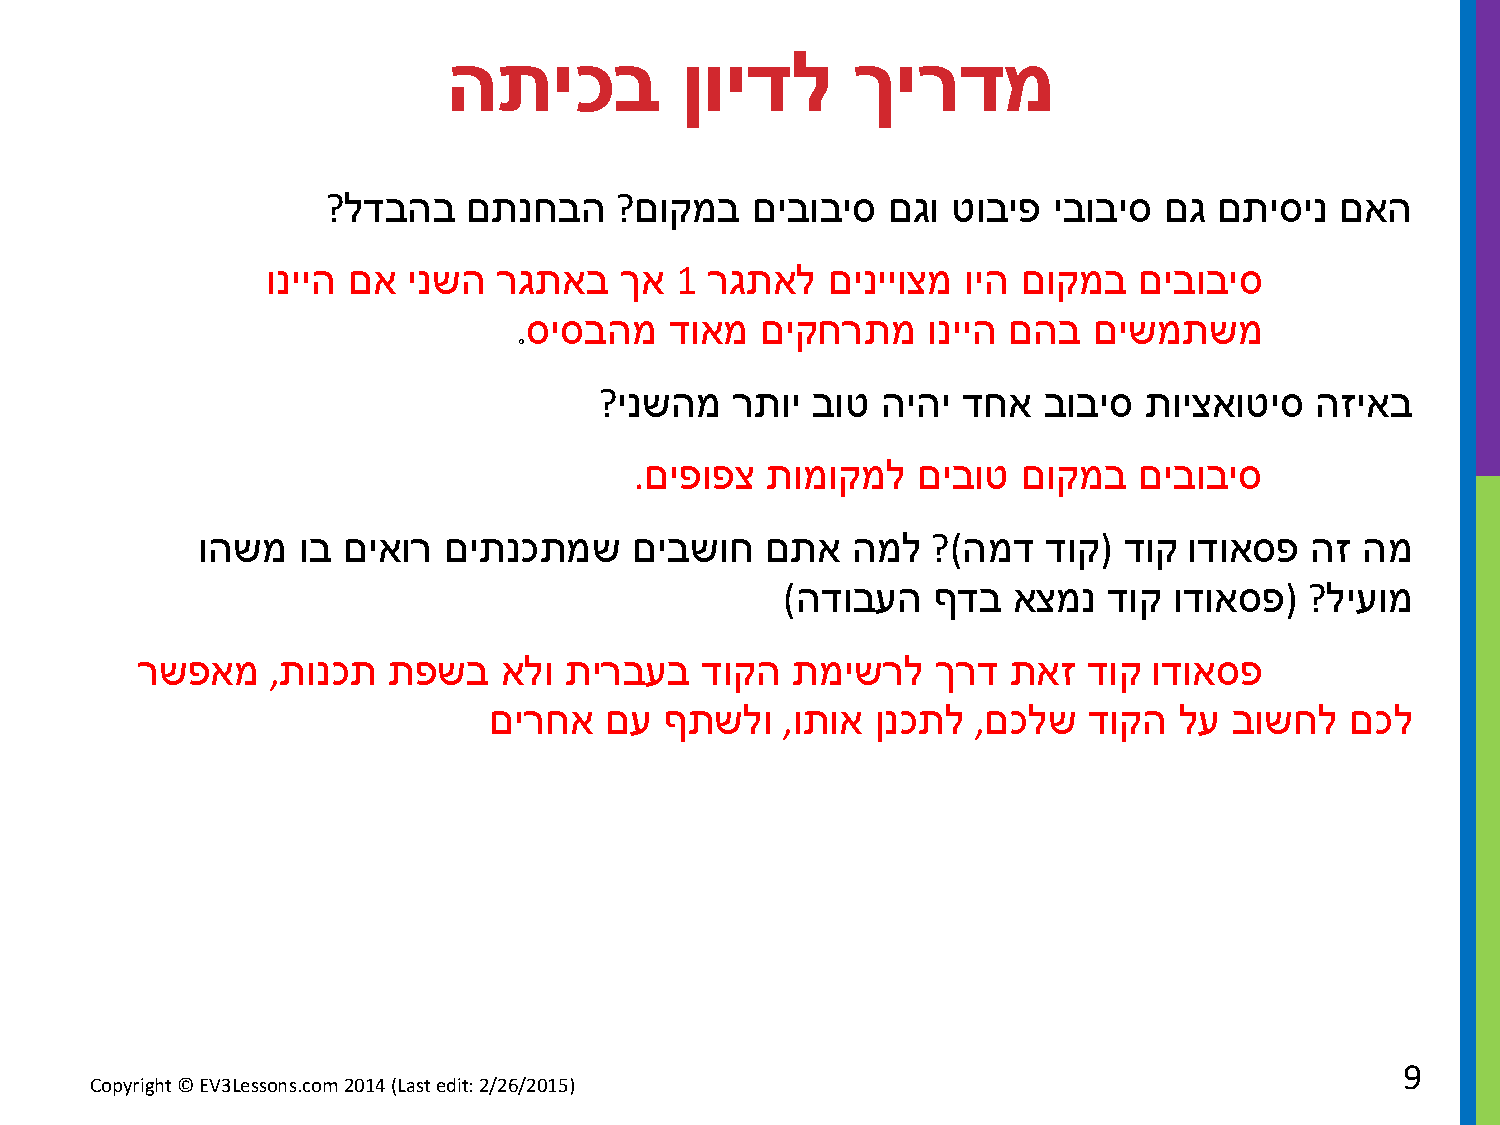 מדריך לדיון בכיתה
האם ניסיתם גם סיבובי פיבוט וגם סיבובים במקום? הבחנתם בהבדל?
סיבובים במקום היו מצויינים לאתגר 1 אך באתגר השני אם היינו
משתמשים בהם היינו מתרחקים מאוד מהבסיס.
באיזה סיטואציות סיבוב אחד יהיה טוב יותר מהשני?
סיבובים במקום טובים למקומות צפופים.
מה זה פסאודו קוד (קוד דמה)? למה אתם חושבים שמתכנתים רואים בו משהו
מועיל? (פסאודו קוד נמצא בדף העבודה)
פסאודו קוד זאת דרך לרשימת הקוד בעברית ולא בשפת תכנות, מאפשר
לכם לחשוב על הקוד שלכם, לתכנן אותו, ולשתף עם אחרים
Copyright © EV3Lessons.com 2014 (Last edit: 2/26/2015)
9